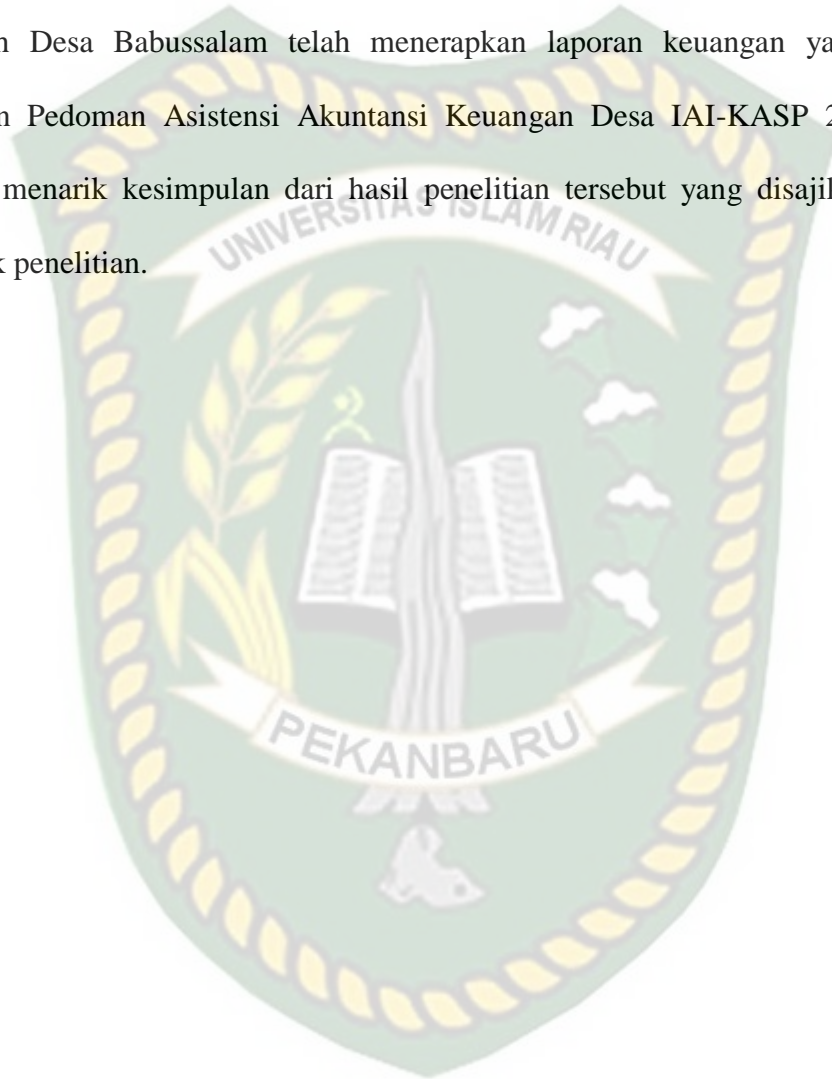 n Desa Babussalam telah menerapkan laporan keuangan ya
n Pedoman Asistensi Akuntansi Keuangan Desa IAI-KASP 2
menarik kesimpulan dari hasil penelitian tersebut yang disajik
k penelitian.
UNIVERSITAS ISLAM RIAU
PEKANBARU